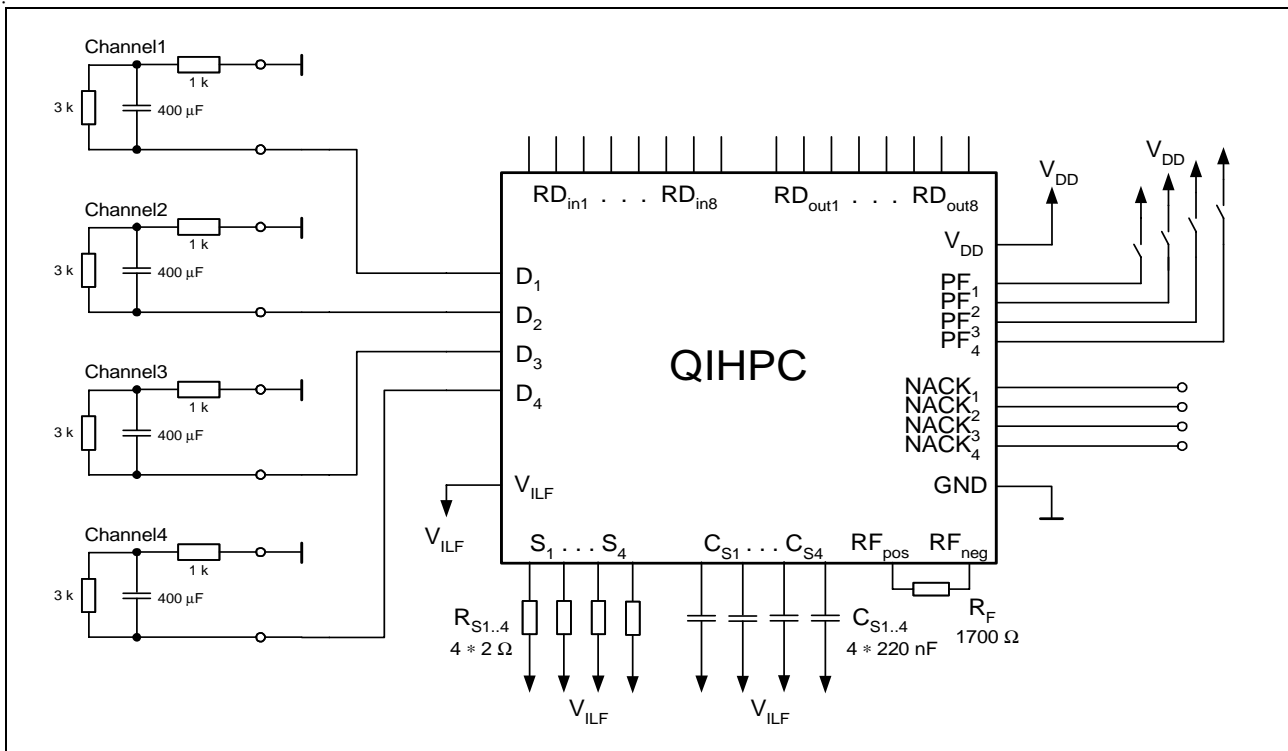 Channel1
1 k
3 k
400 µF
Channel2
1 k
3 k
400 µF
Channel3
1 k
3 k
400 µF
Channel4
1 k
3 k
400 µF
RDin1 . . . RDin8
RDout1 . . . RDout8
VDD
VDD
VDD
D1
D2
D3
D4
QIHPC
PF1
PF2
PF3
PF4
NACK1
NACK2
NACK3
NACK4
VILF
VILF
GND
S1 . . . S4
CS1 . . . CS4
RFpos
RFneg
RS1..4
4 * 2 Ω
CS1..4
4 * 220 nF
RF
1700 Ω
VILF
VILF